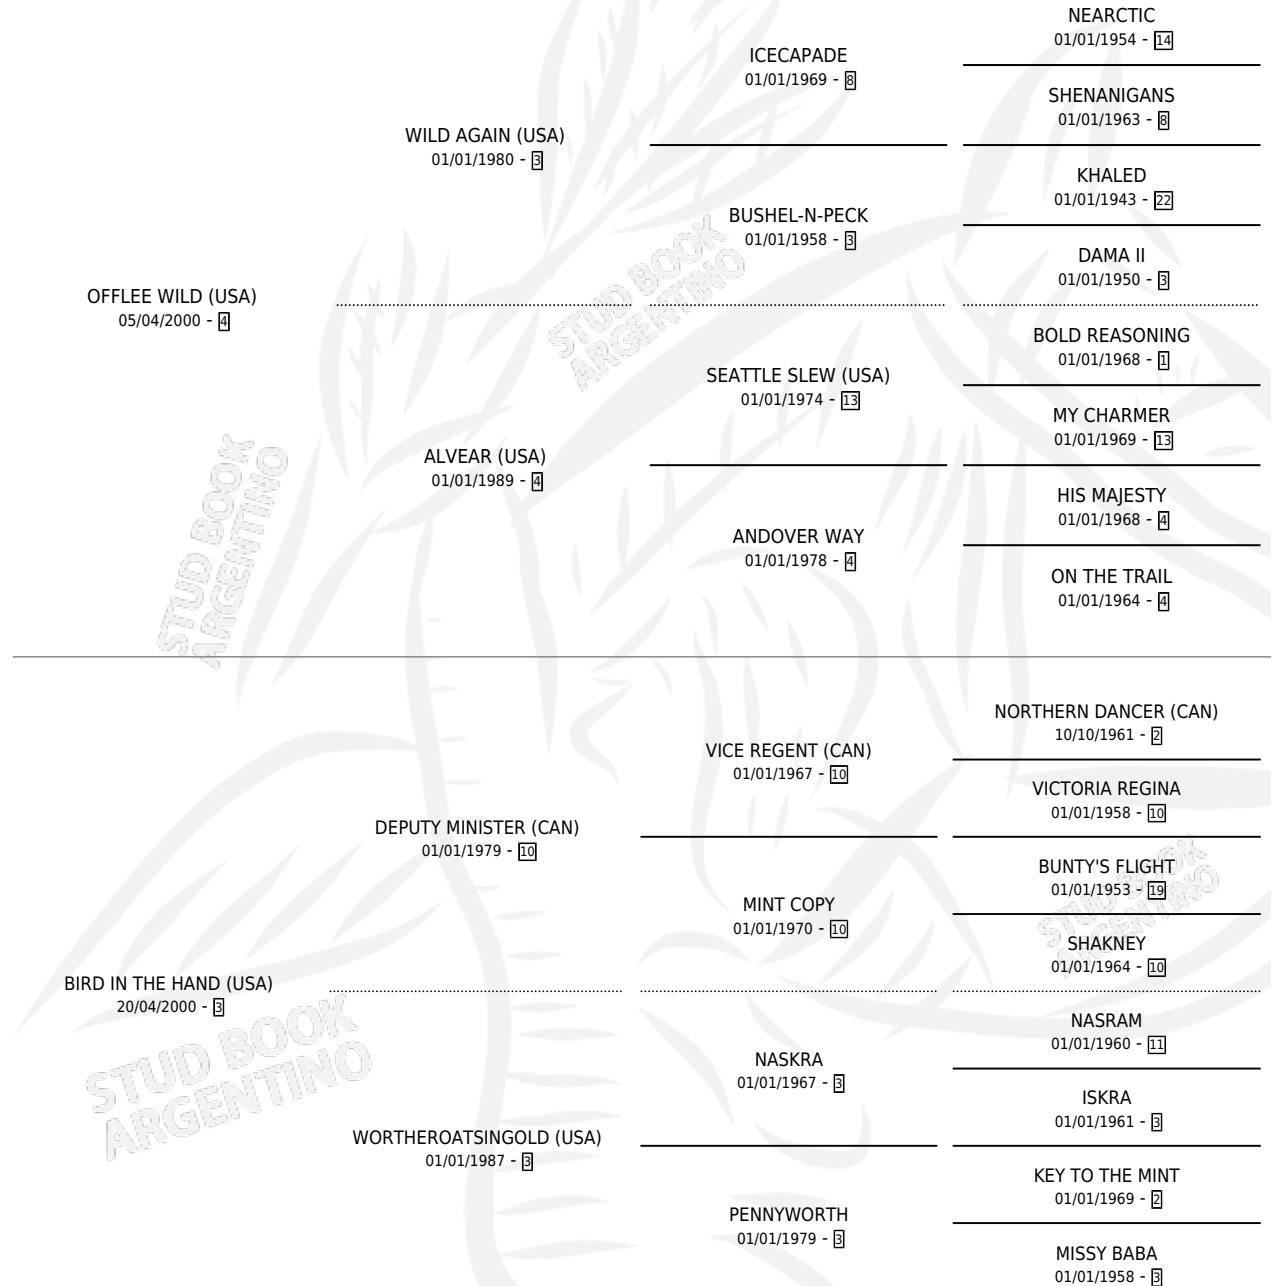 NEARCTIC
01/01/1954 - 14
ICECAPADE
01/01/1969 - 8
SHENANIGANS
01/01/1963 - 8
WILD AGAIN (USA)
01/01/1980 - 3
KHALED
01/01/1943 - 22
BUSHEL-N-PECK
01/01/1958 - 3
DAMA II
01/01/1950 - 3
OFFLEE WILD (USA)
05/04/2000 - 4
BOLD REASONING
01/01/1968 - 1
SEATTLE SLEW (USA)
01/01/1974 - 13
MY CHARMER
01/01/1969 - 13
ALVEAR (USA)
01/01/1989 - 4
HIS MAJESTY
01/01/1968 - 4
ANDOVER WAY
01/01/1978 - 4
ON THE TRAIL
01/01/1964 - 4
NORTHERN DANCER (CAN)
10/10/1961 - 2
VICE REGENT (CAN)
01/01/1967 - 10
VICTORIA REGINA
01/01/1958 - 10
DEPUTY MINISTER (CAN)
01/01/1979 - 10
BUNTY'S FLIGHT
01/01/1953 - 19
MINT COPY
01/01/1970 - 10
SHAKNEY
01/01/1964 - 10
BIRD IN THE HAND (USA)
20/04/2000 - 3
NASRAM
01/01/1960 - 11
NASKRA
01/01/1967 - 3
ISKRA
01/01/1961 - 3
WORTHEROATSINGOLD (USA)
01/01/1987 - 3
KEY TO THE MINT
01/01/1969 - 2
PENNYWORTH
01/01/1979 - 3
MISSY BABA
01/01/1958 - 3
STUD BOOK
ARGENTINO
STUD BOOK
ARGENTINO
STUD BOOK
ARGENTINO
STUD BOOK
ARGENTINO